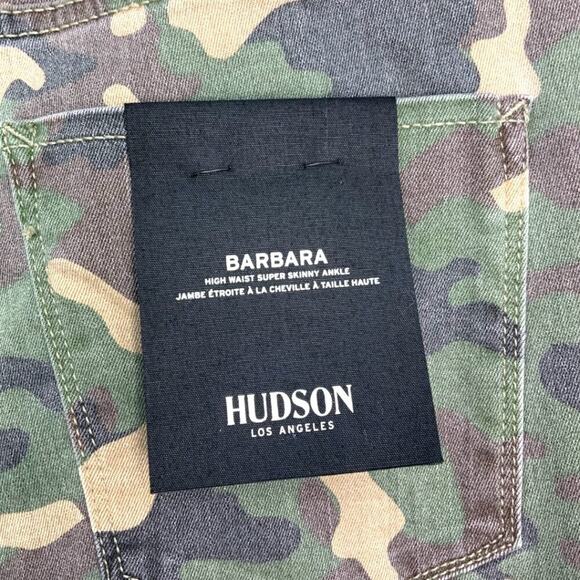 BARBARA
HIGH WAIST SUPER SKINNY ANKLE
JAMBE ÉTROITE À LA CHEVILLE À TAILLE HAUTE
HUDSON
LOS ANGELES